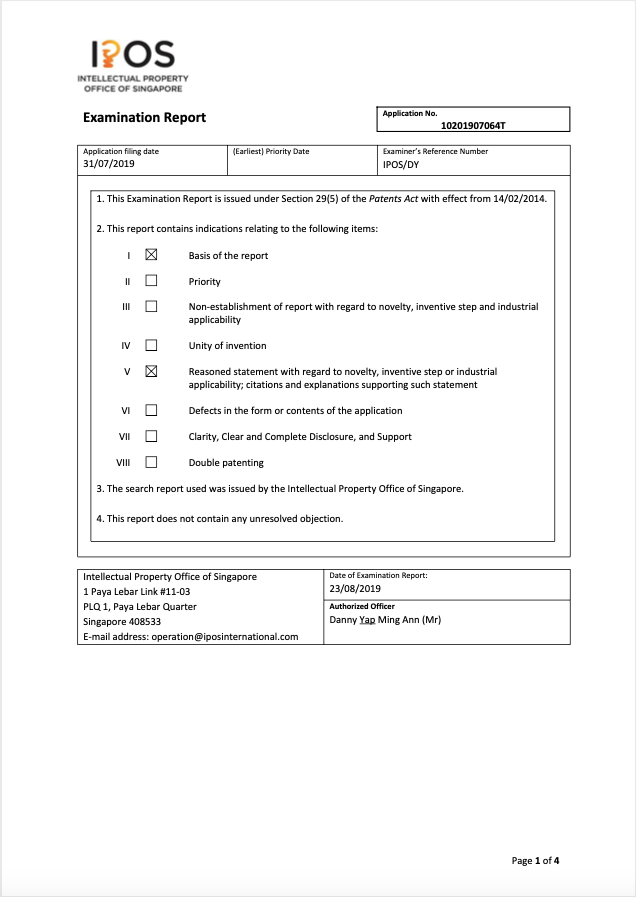 IPOS
INTELLECTUAL PROPERTY
OFFICE OF SINGAPORE
Examination Report
Application No.
10201907064T
Application filing date
31/07/2019
(Earliest) Priority Date
Examiner's Reference Number
IPOS/DY
1. This Examination Report is issued under Section 29(5) of the Patents Act with effect from 14/02/2014.
2. This report contains indications relating to the following items:
I ☒ Basis of the report
II ☐ Priority
III ☐ Non-establishment of report with regard to novelty, inventive step and industrial
applicability
IV ☐ Unity of invention
V ☒ Reasoned statement with regard to novelty, inventive step or industrial
applicability; citations and explanations supporting such statement
VI ☐ Defects in the form or contents of the application
VII ☐ Clarity, Clear and Complete Disclosure, and Support
VIII ☐ Double patenting
3. The search report used was issued by the Intellectual Property Office of Singapore.
4. This report does not contain any unresolved objection.
Intellectual Property Office of Singapore
1 Paya Lebar Link #11-03
PLQ 1, Paya Lebar Quarter
Singapore 408533
E-mail address: operation@iposinternational.com
Date of Examination Report:
23/08/2019
Authorized Officer
Danny Yap Ming Ann (Mr)
Page 1 of 4